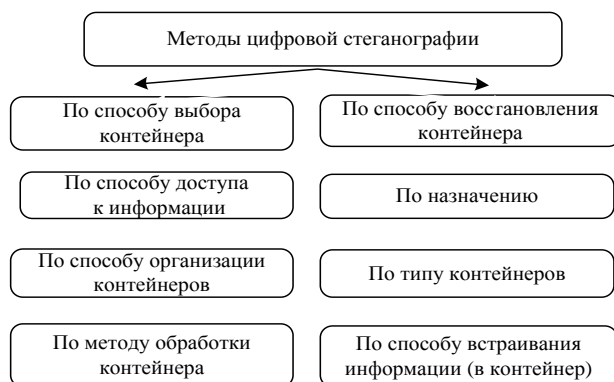 Методы цифровой стеганографии
По способу выбора
контейнера
По способу восстановления
контейнера
По способу доступа
к информации
По назначению
По способу организации
контейнеров
По типу контейнеров
По методу обработки
контейнера
По способу встраивания
информации (в контейнер)